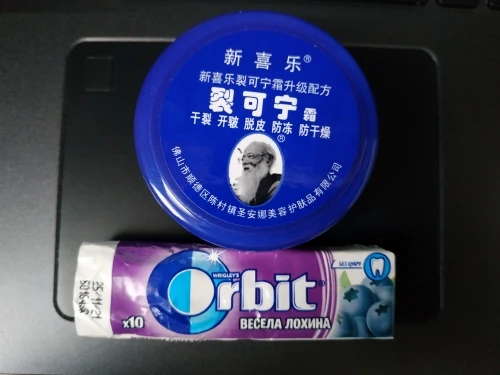 新喜乐®
新喜乐裂可宁霜升级配方
裂可宁霜
干裂 开皲 脱皮 防冻 防干燥
®
佛山市顺德区陈村镇圣安娜美容护肤品有限公司
WRIGLEY'S
Orbit
БЕЗ ЦУКРУ
x10
ВЕСЕЛА ЛОХИНА